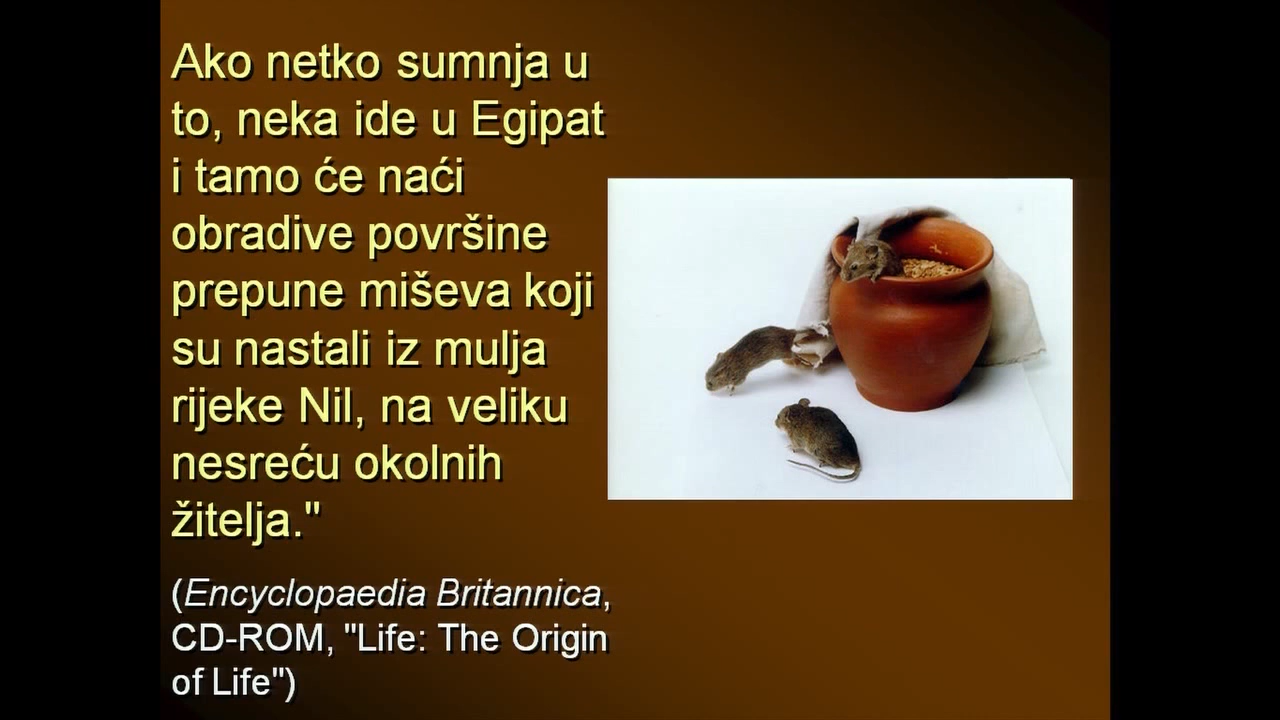 Ako netko sumnja u
to, neka ide u Egipat
i tamo će naći
obradive površine
prepune miševa koji
su nastali iz mulja
rijeke Nil, na veliku
nesreću okolnih
žitelja."
(Encyclopaedia Britannica,
CD-ROM, "Life: The Origin
of Life")